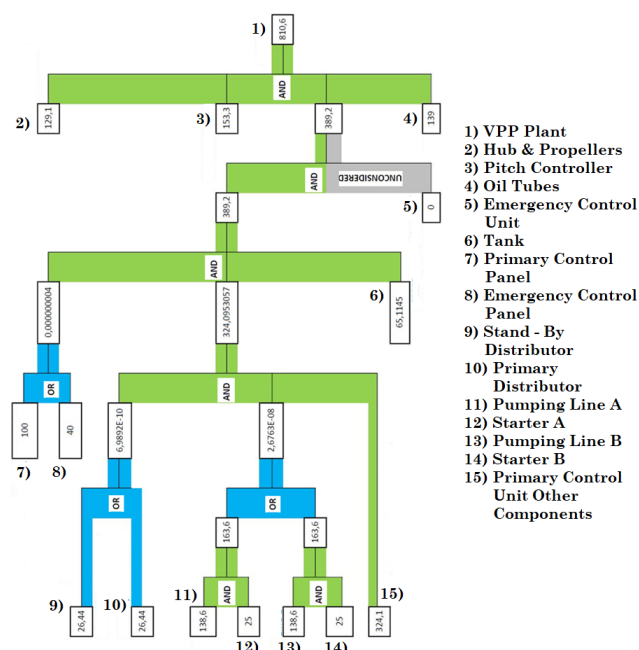 1)
810,6
AND
2)
129,1
3)
153,3
389,2
4)
139
AND
UNCONSIDERED
389,2
5)
0
AND
0,000000004
324,0953057
6)
65,1145
OR
AND
100
40
7)
8)
6,9892E-10
2,6763E-08
OR
OR
163,6
163,6
AND
AND
9)
26,44
10)
26,44
11)
138,6
25
12)
138,6
13)
25
14)
15)
324,1
1) VPP Plant
2) Hub & Propellers
3) Pitch Controller
4) Oil Tubes
5) Emergency Control
Unit
6) Tank
7) Primary Control
Panel
8) Emergency Control
Panel
9) Stand - By
Distributor
10) Primary
Distributor
11) Pumping Line A
12) Starter A
13) Pumping Line B
14) Starter B
15) Primary Control
Unit Other
Components